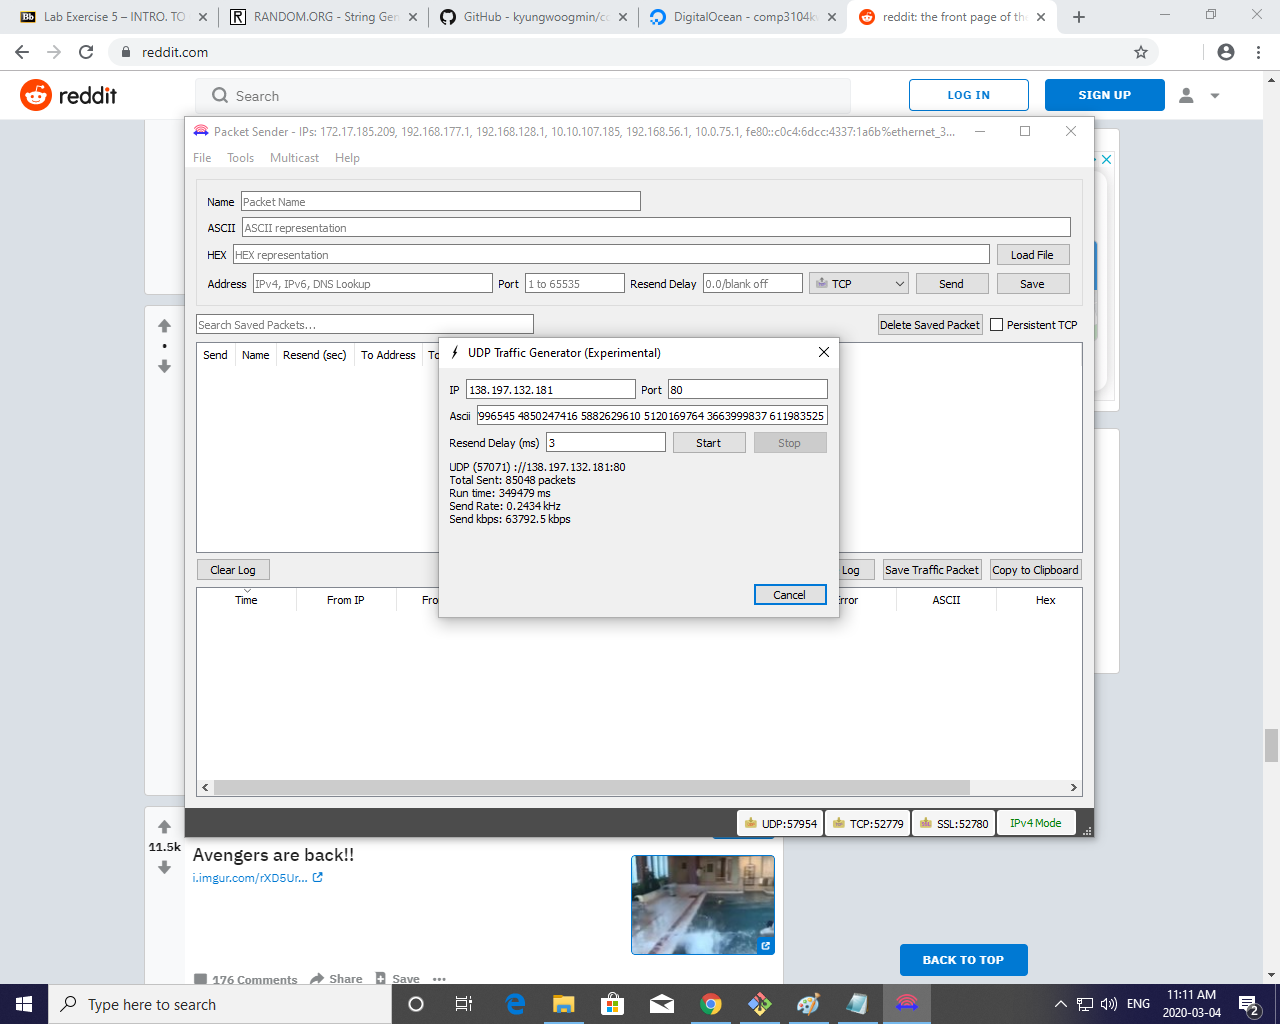 Lab Exercise 5 – INTRO. TO
RANDOM.ORG - String Gen
GitHub - kyungwoogmin/co
DigitalOcean - comp3104k
reddit: the front page of the
reddit.com
reddit
Search
LOG IN
SIGN UP
Packet Sender - IPs: 172.17.185.209, 192.168.177.1, 192.168.128.1, 10.10.107.185, 192.168.56.1, 10.0.75.1, fe80::c0c4:6dcc:4337:1a6b%ethernet_3...
File Tools Multicast Help
Name Packet Name
ASCII ASCII representation
HEX HEX representation Load File
Address IPv4, IPv6, DNS Lookup Port 1 to 65535 Resend Delay 0.0/blank off TCP Send Save
Search Saved Packets... Delete Saved Packet Persistent TCP
Send Name Resend (sec) To Address To
UDP Traffic Generator (Experimental)
IP 138.197.132.181 Port 80
Ascii 996545 4850247416 5882629610 5120169764 3663999837 611983525
Resend Delay (ms) 3 Start Stop
UDP (57071) ://138.197.132.181:80
Total Sent: 85048 packets
Run time: 349479 ms
Send Rate: 0.2434 kHz
Send kbps: 63792.5 kbps
Cancel
Clear Log Log Save Traffic Packet Copy to Clipboard
Time From IP Fro rror ASCII Hex
UDP:57954 TCP:52779 SSL:52780 IPv4 Mode
11.5k
Avengers are back!!
i.imgur.com/rXD5Ur...
176 Comments Share Save
BACK TO TOP
Type here to search
ENG
11:11 AM
2020-03-04
2